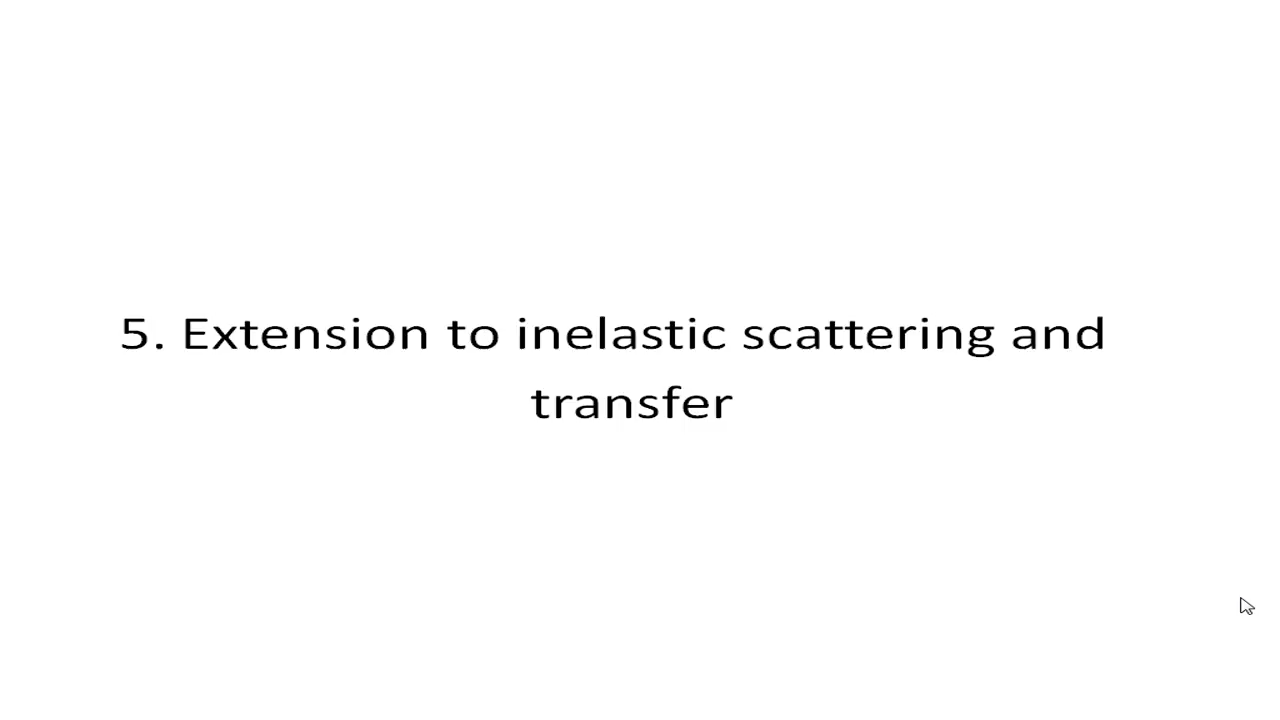 5. Extension to inelastic scattering and
transfer